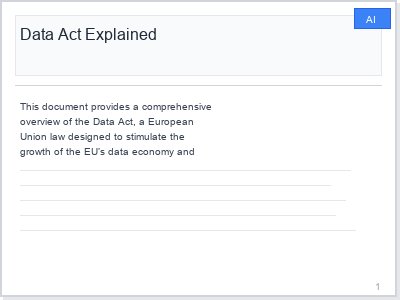 AI
Data Act Explained
This document provides a comprehensive
overview of the Data Act, a European
Union law designed to stimulate the
growth of the EU's data economy and
1